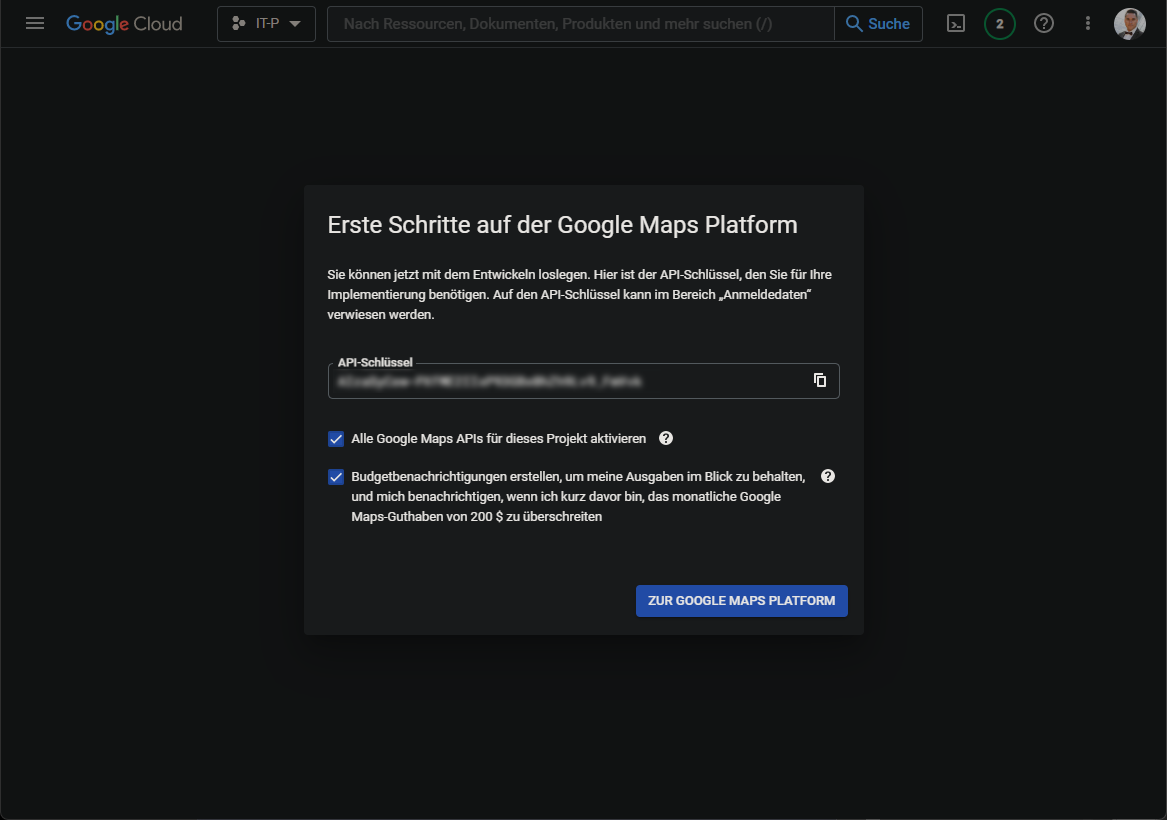 Google Cloud
IT-P
Nach Ressourcen, Dokumenten, Produkten und mehr suchen (/)
Suche
2
Erste Schritte auf der Google Maps Platform
Sie können jetzt mit dem Entwickeln loslegen. Hier ist der API-Schlüssel, den Sie für Ihre
Implementierung benötigen. Auf den API-Schlüssel kann im Bereich „Anmeldedaten“
verwiesen werden.
API-Schlüssel
Alle Google Maps APIs für dieses Projekt aktivieren
Budgetbenachrichtigungen erstellen, um meine Ausgaben im Blick zu behalten,
und mich benachrichtigen, wenn ich kurz davor bin, das monatliche Google
Maps-Guthaben von 200 $ zu überschreiten
ZUR GOOGLE MAPS PLATFORM